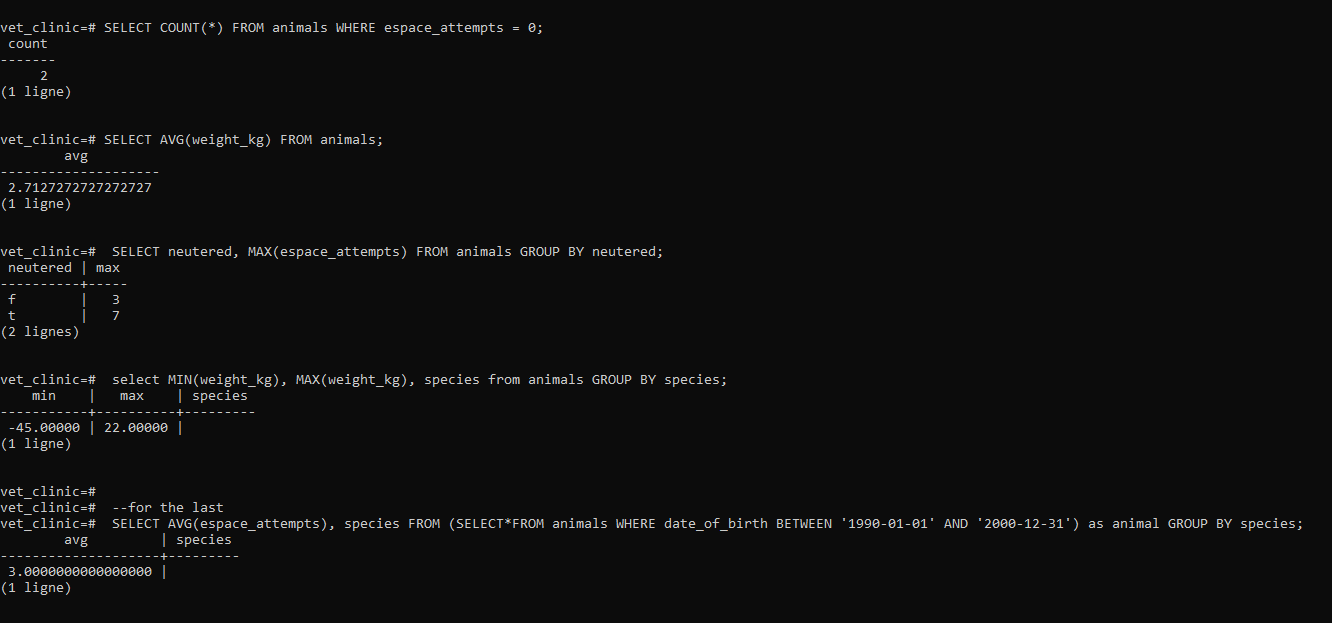 vet_clinic=# SELECT COUNT(*) FROM animals WHERE espace_attempts = 0;
 count
-------
     2
(1 ligne)

vet_clinic=# SELECT AVG(weight_kg) FROM animals;
        avg
--------------------
 2.7127272727272727
(1 ligne)

vet_clinic=#  SELECT neutered, MAX(espace_attempts) FROM animals GROUP BY neutered;
 neutered | max
----------+-----
 f        |   3
 t        |   7
(2 lignes)

vet_clinic=#  select MIN(weight_kg), MAX(weight_kg), species from animals GROUP BY species;
    min    |   max    | species
-----------+----------+---------
 -45.00000 | 22.00000 |
(1 ligne)

vet_clinic=#
vet_clinic=#  --for the last
vet_clinic=#  SELECT AVG(espace_attempts), species FROM (SELECT*FROM animals WHERE date_of_birth BETWEEN '1990-01-01' AND '2000-12-31') as animal GROUP BY species;
        avg         | species
--------------------+---------
 3.0000000000000000 |
(1 ligne)